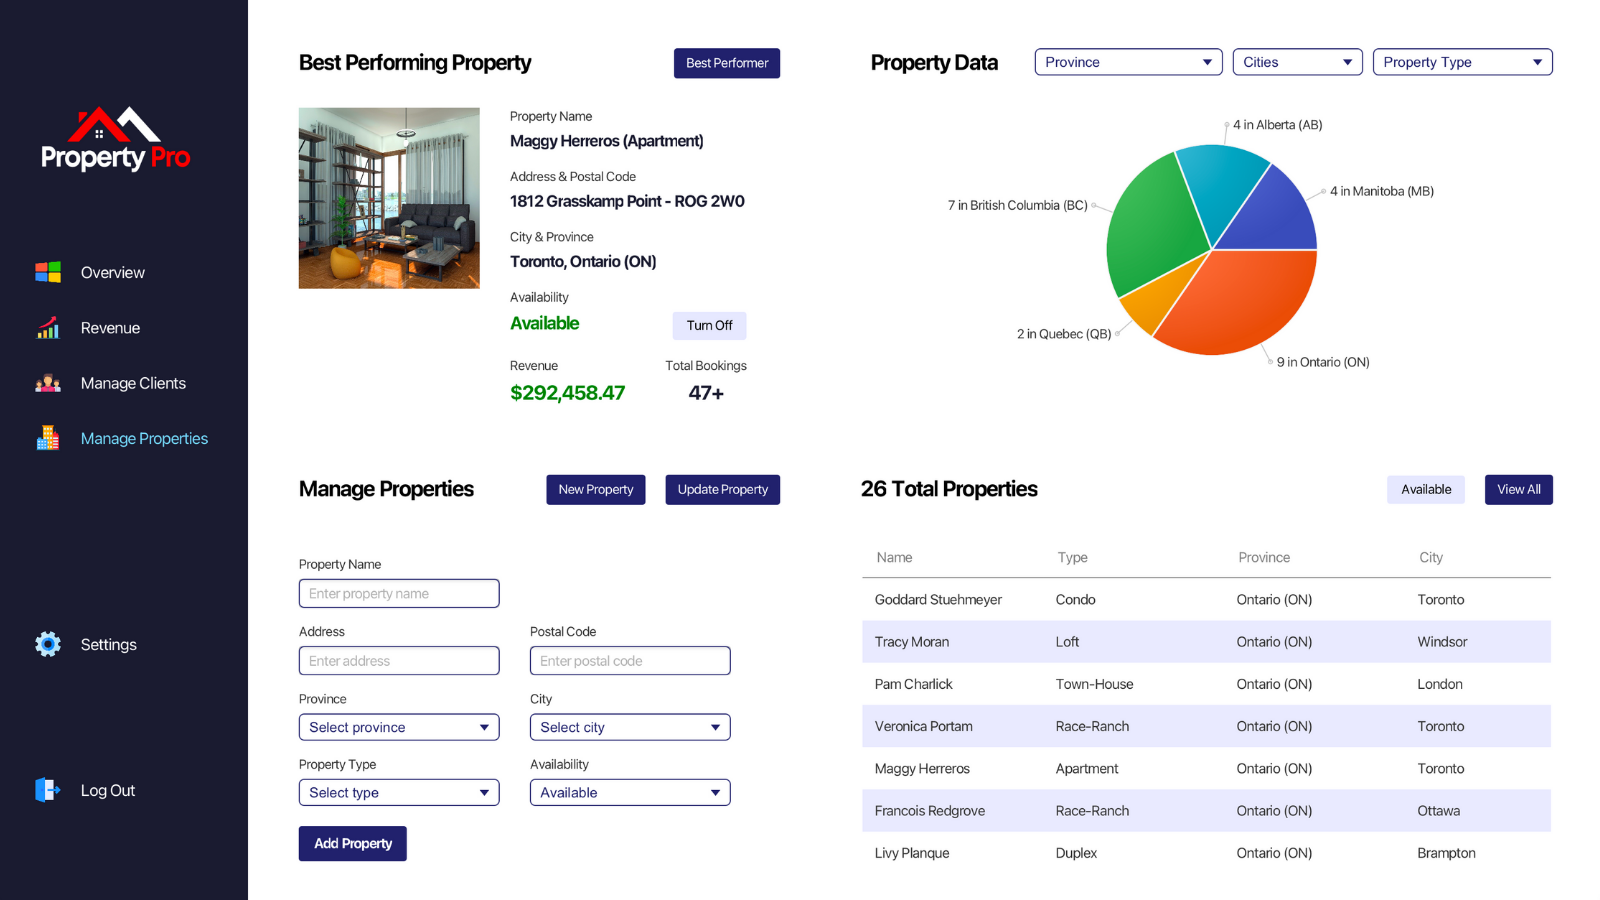 Property Pro
Overview
Revenue
Manage Clients
Manage Properties
Settings
Log Out
Best Performing Property
Best Performer
Property Name
Maggy Herreros (Apartment)
Address & Postal Code
1812 Grasskamp Point - ROG 2W0
City & Province
Toronto, Ontario (ON)
Availability
Available
Turn Off
Revenue
Total Bookings
$292,458.47
47+
Property Data
Province
Cities
Property Type
4 in Alberta (AB)
4 in Manitoba (MB)
7 in British Columbia (BC)
2 in Quebec (QB)
9 in Ontario (ON)
Manage Properties
New Property
Update Property
Property Name
Enter property name
Address
Postal Code
Enter address
Enter postal code
Province
City
Select province
Select city
Property Type
Availability
Select type
Available
Add Property
26 Total Properties
Available
View All
Name Type Province City
Goddard Stuehmeyer Condo Ontario (ON) Toronto
Tracy Moran Loft Ontario (ON) Windsor
Pam Charlick Town-House Ontario (ON) London
Veronica Portam Race-Ranch Ontario (ON) Toronto
Maggy Herreros Apartment Ontario (ON) Toronto
Francois Redgrove Race-Ranch Ontario (ON) Ottawa
Livy Planque Duplex Ontario (ON) Brampton